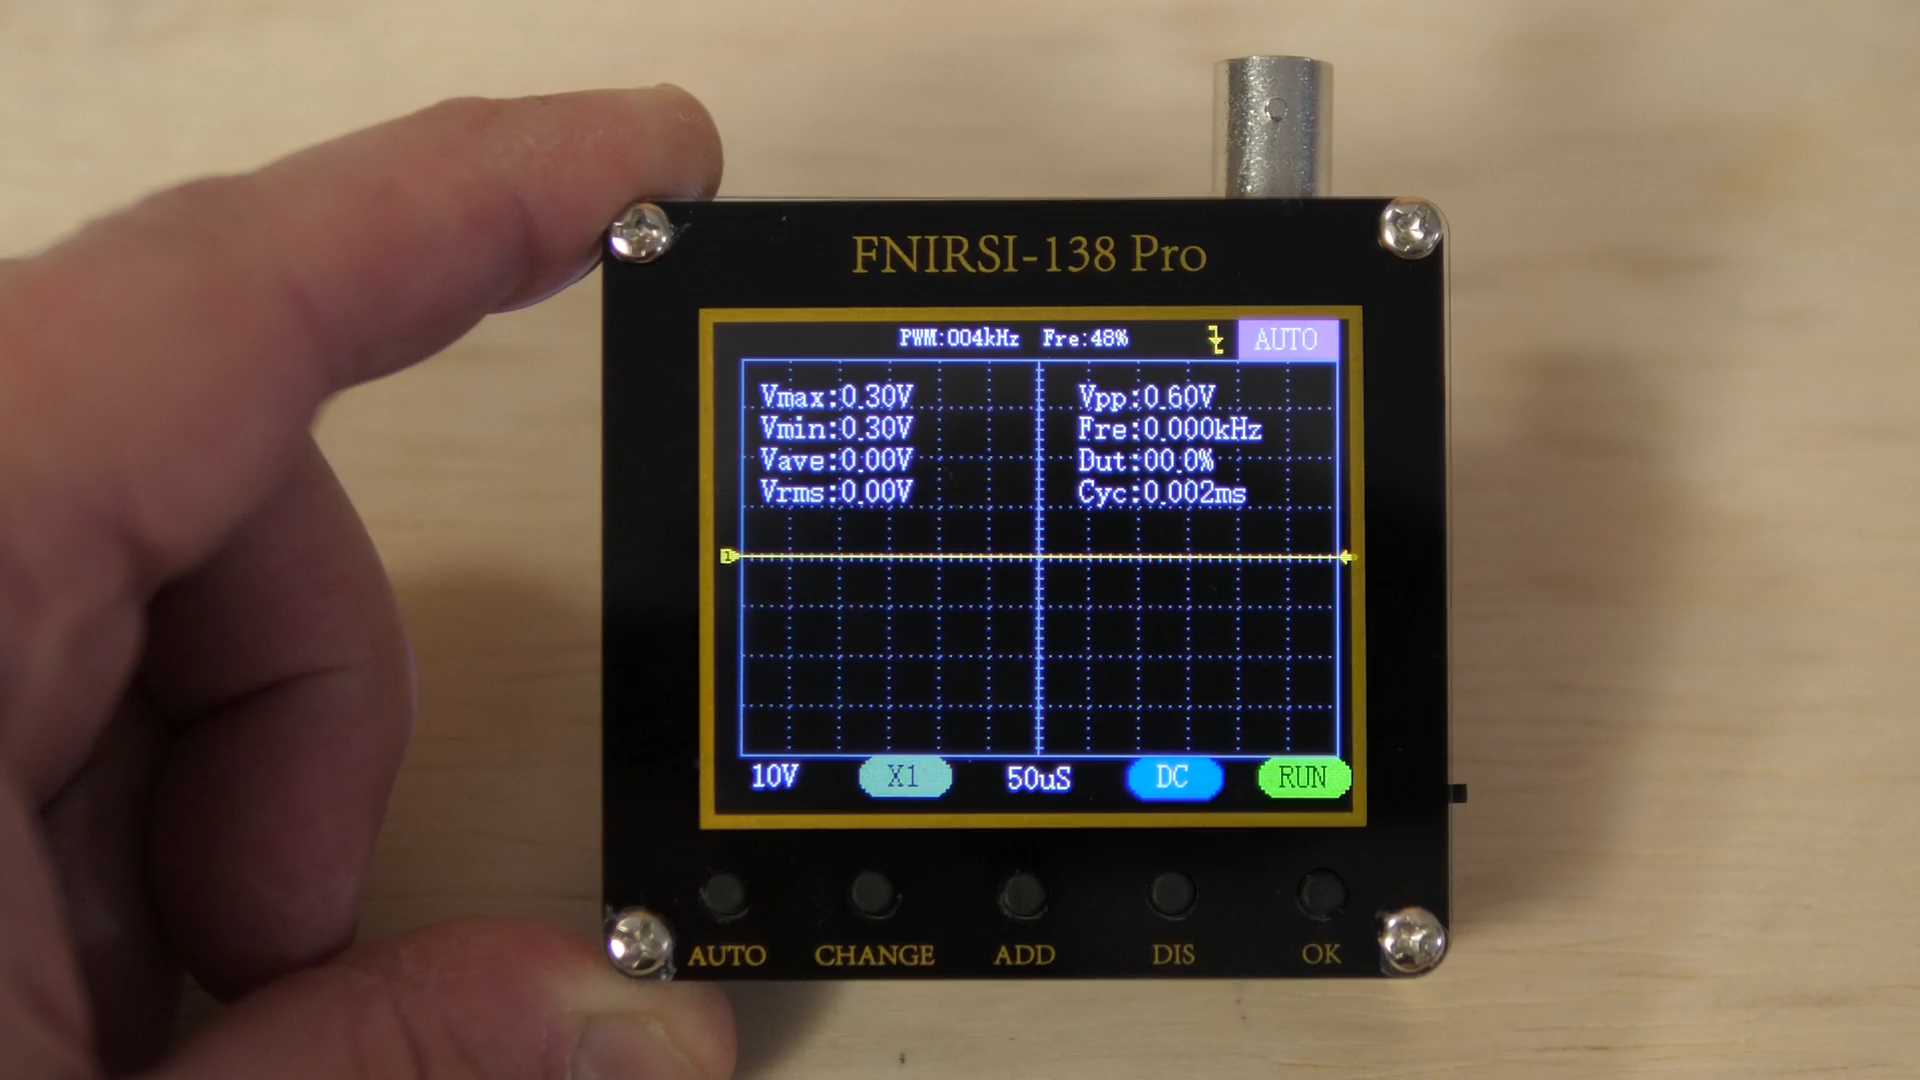 FNIRSI-138 Pro
PWM:004kHz Fre:48% AUTO
Vmax:0.30V Vpp:0.60V
Vmin:0.30V Fre:0.000kHz
Vave:0.00V Dut:00.0%
Vrms:0.00V Cyc:0.002ms
1
10V X1 50uS DC RUN
AUTO CHANGE ADD DIS OK